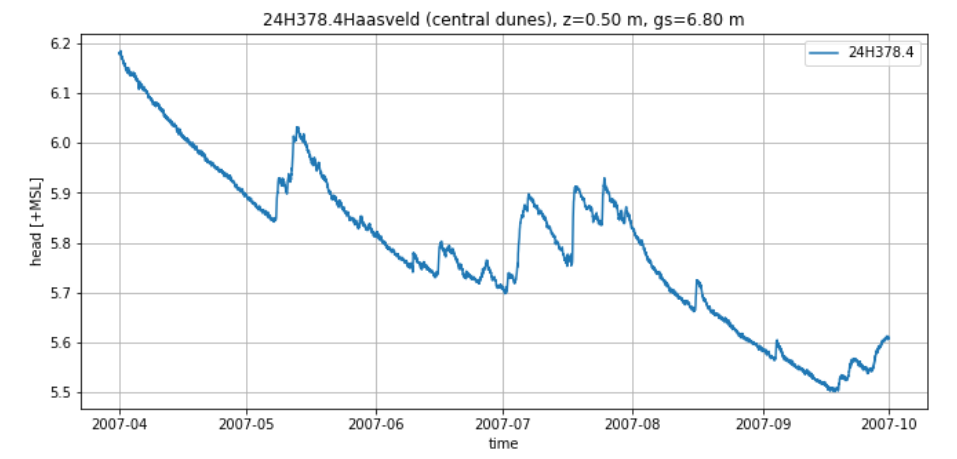 24H378.4Haasveld (central dunes), z=0.50 m, gs=6.80 m
24H378.4
6.2
6.1
6.0
5.9
5.8
5.7
5.6
5.5
head [+MSL]
2007-04 2007-05 2007-06 2007-07 2007-08 2007-09 2007-10
time